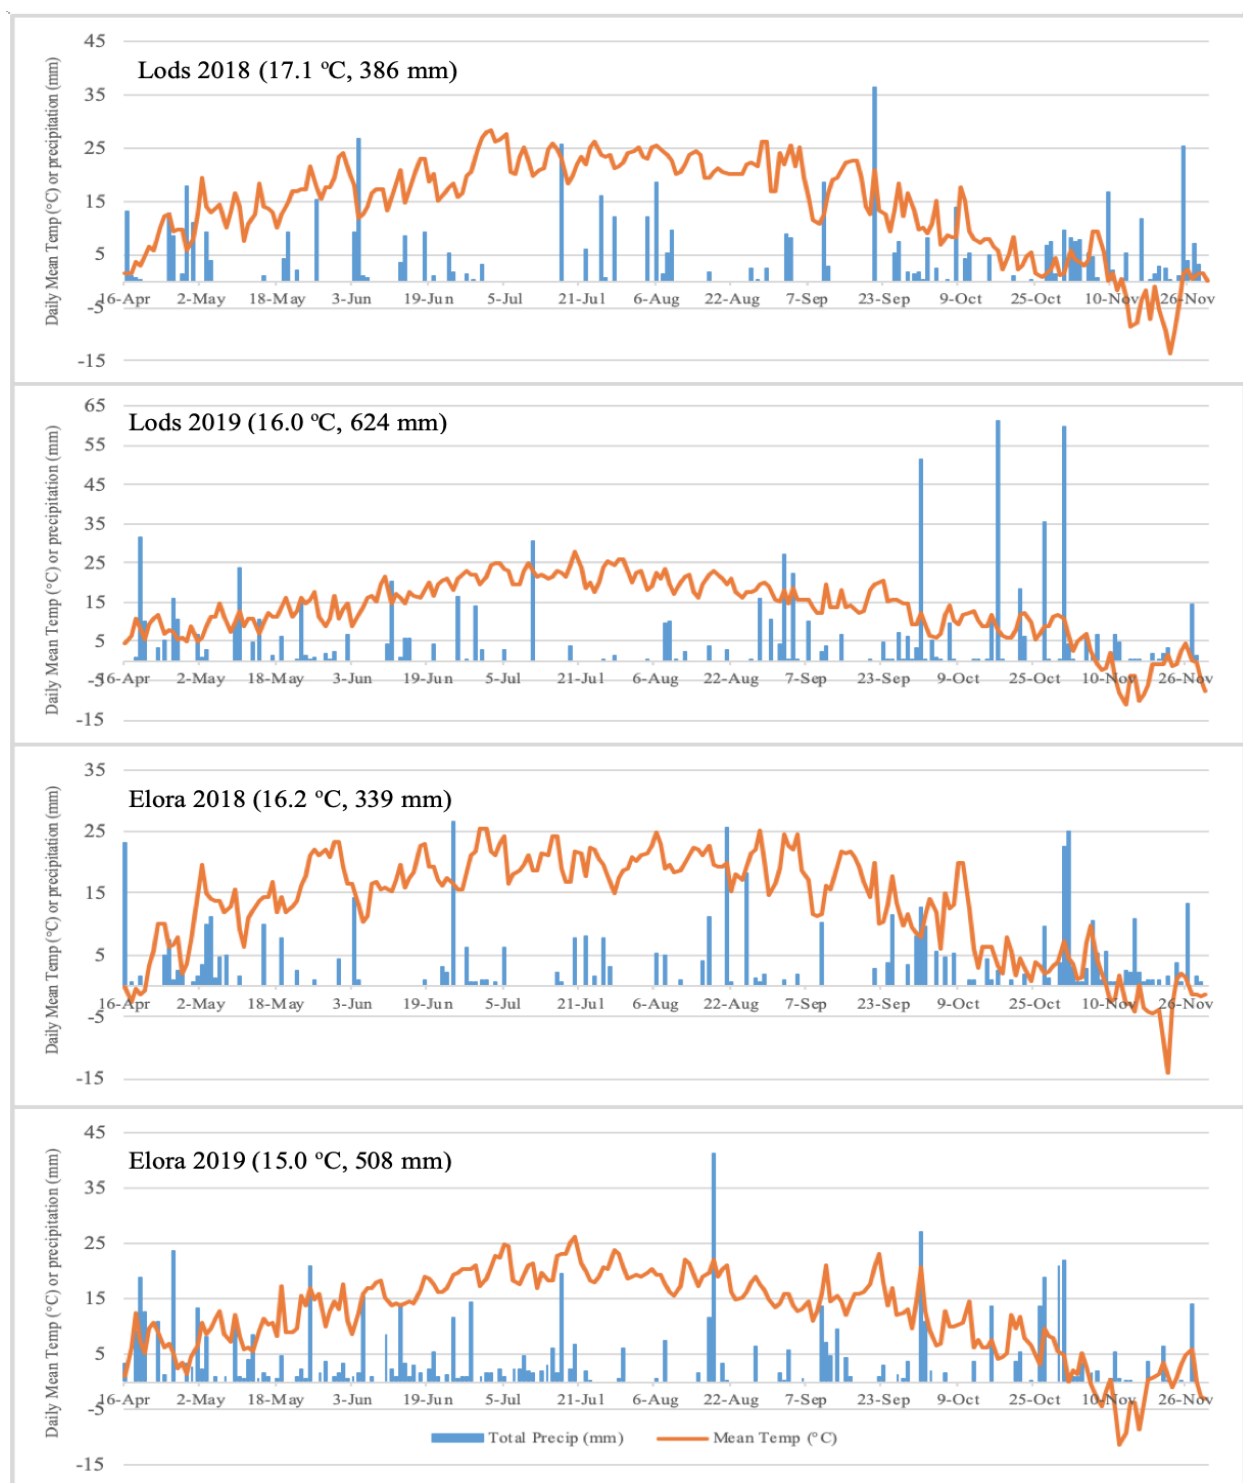 Lods 2018 (17.1 ºC, 386 mm)
Daily Mean Temp (°C) or precipitation (mm)
45
35
25
15
5
-5
-15
16-Apr 2-May 18-May 3-Jun 19-Jun 5-Jul 21-Jul 6-Aug 22-Aug 7-Sep 23-Sep 9-Oct 25-Oct 10-Nov 26-Nov
Lods 2019 (16.0 ºC, 624 mm)
Daily Mean Temp (°C) or precipitation (mm)
65
55
45
35
25
15
5
-5
-15
16-Apr 2-May 18-May 3-Jun 19-Jun 5-Jul 21-Jul 6-Aug 22-Aug 7-Sep 23-Sep 9-Oct 25-Oct 10-Nov 26-Nov
Elora 2018 (16.2 ºC, 339 mm)
Daily Mean Temp (°C) or precipitation (mm)
35
25
15
5
-5
-15
16-Apr 2-May 18-May 3-Jun 19-Jun 5-Jul 21-Jul 6-Aug 22-Aug 7-Sep 23-Sep 9-Oct 25-Oct 10-Nov 26-Nov
Elora 2019 (15.0 ºC, 508 mm)
Daily Mean Temp (°C) or precipitation (mm)
45
35
25
15
5
-5
-15
16-Apr 2-May 18-May 3-Jun 19-Jun 5-Jul 21-Jul 6-Aug 22-Aug 7-Sep 23-Sep 9-Oct 25-Oct 10-Nov 26-Nov
Total Precip (mm) Mean Temp (°C)